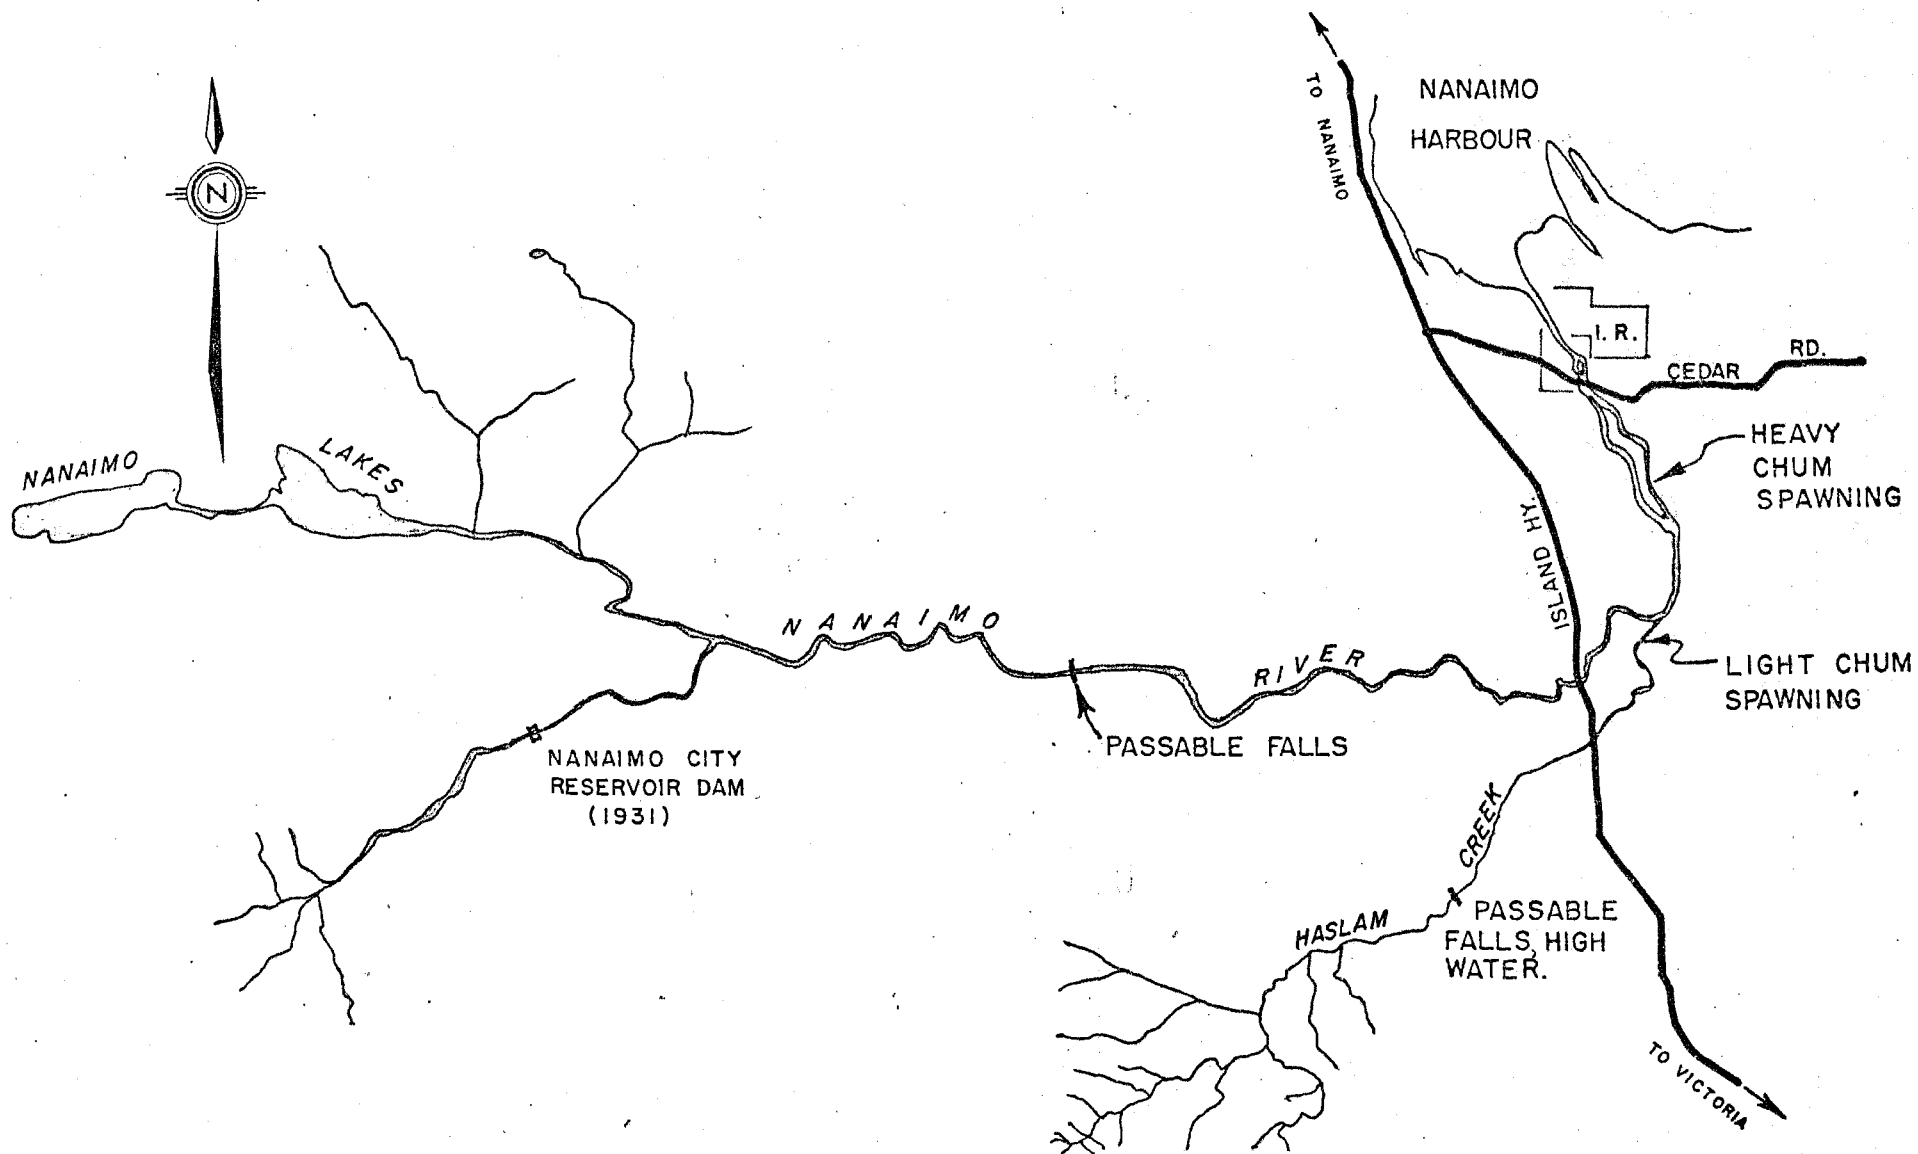 TO NANAIMO
NANAIMO
HARBOUR
N
I. R.
CEDAR RD.
HEAVY
CHUM
SPAWNING
NANAIMO LAKES
ISLAND HY.
NANAIMO RIVER
LIGHT CHUM
SPAWNING
PASSABLE FALLS
NANAIMO CITY
RESERVOIR DAM
(1931)
HASLAM CREEK
PASSABLE
FALLS, HIGH
WATER.
TO VICTORIA